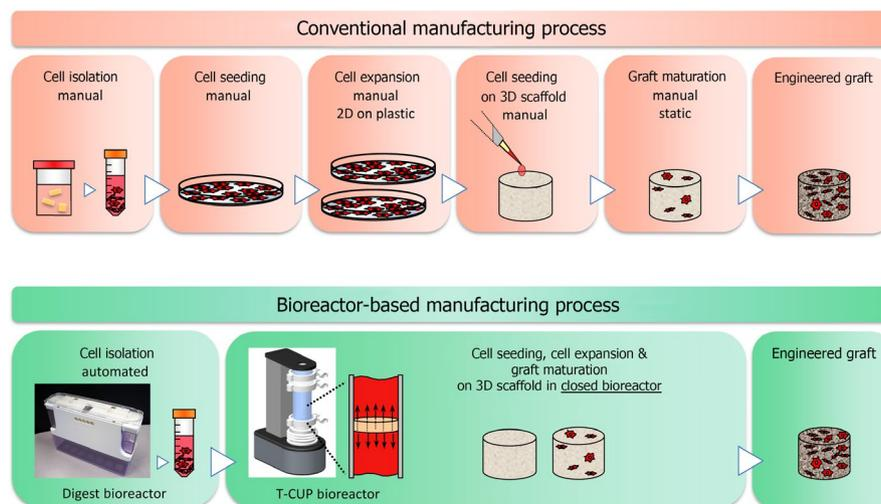 Conventional manufacturing process
Cell isolation
manual
Cell seeding
manual
Cell expansion
manual
2D on plastic
Cell seeding
on 3D scaffold
manual
Graft maturation
manual
static
Engineered graft
Bioreactor-based manufacturing process
Cell isolation
automated
Digest bioreactor
T-CUP bioreactor
Cell seeding, cell expansion &
graft maturation
on 3D scaffold in closed bioreactor
Engineered graft